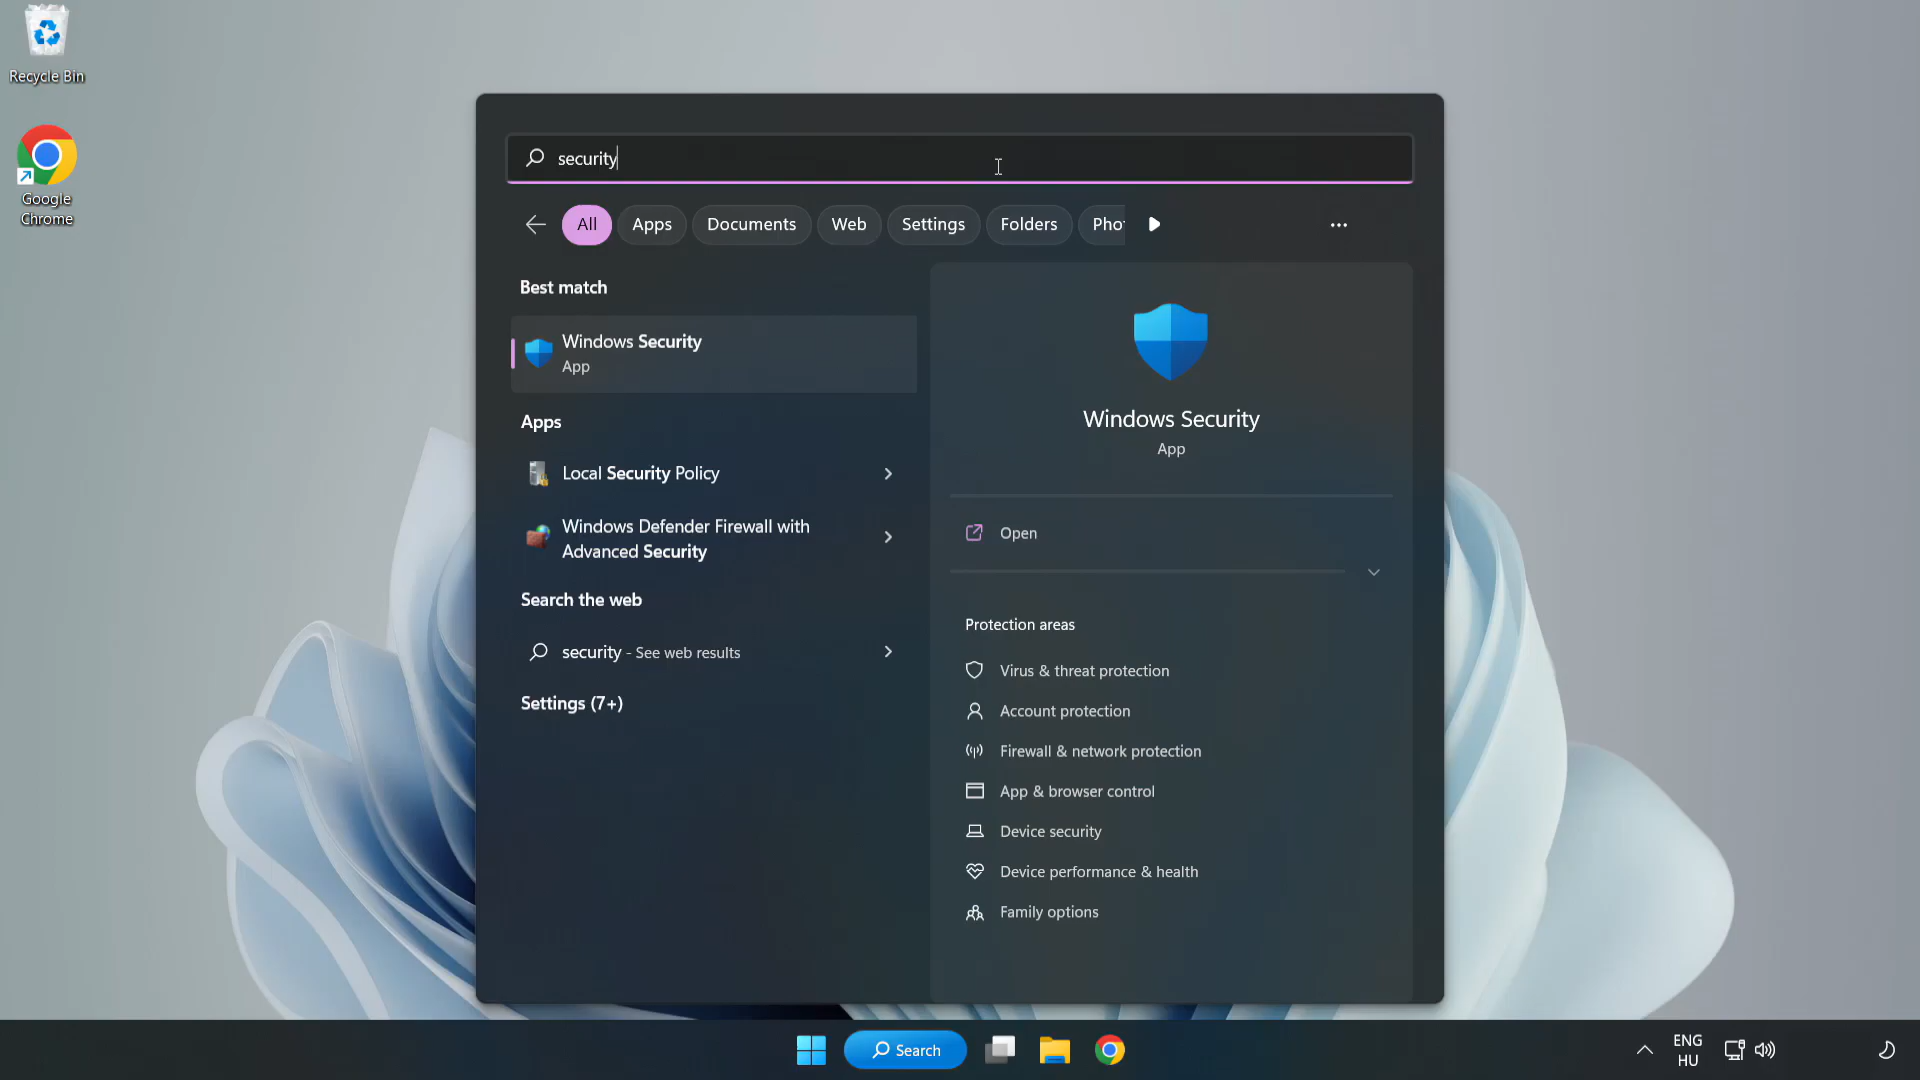 Recycle Bin
Google
Chrome
security
All
Apps
Documents
Web
Settings
Folders
Pho
Best match
Windows Security
App
Apps
Local Security Policy
Windows Defender Firewall with
Advanced Security
Search the web
security - See web results
Settings (7+)
Windows Security
App
Open
Protection areas
Virus & threat protection
Account protection
Firewall & network protection
App & browser control
Device security
Device performance & health
Family options
Search
ENG
HU